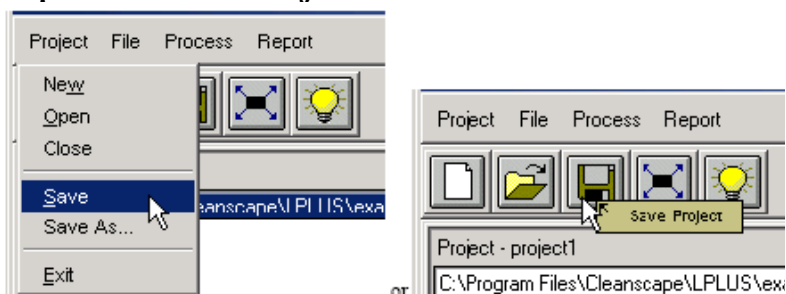 Project File Process Report
New
Open
Close
Save
Save As...
Exit
eanscape\LPLUS\exa
or
Project File Process Report
Save Project
Project - project1
C:\Program Files\Cleanscape\LPLUS\exa